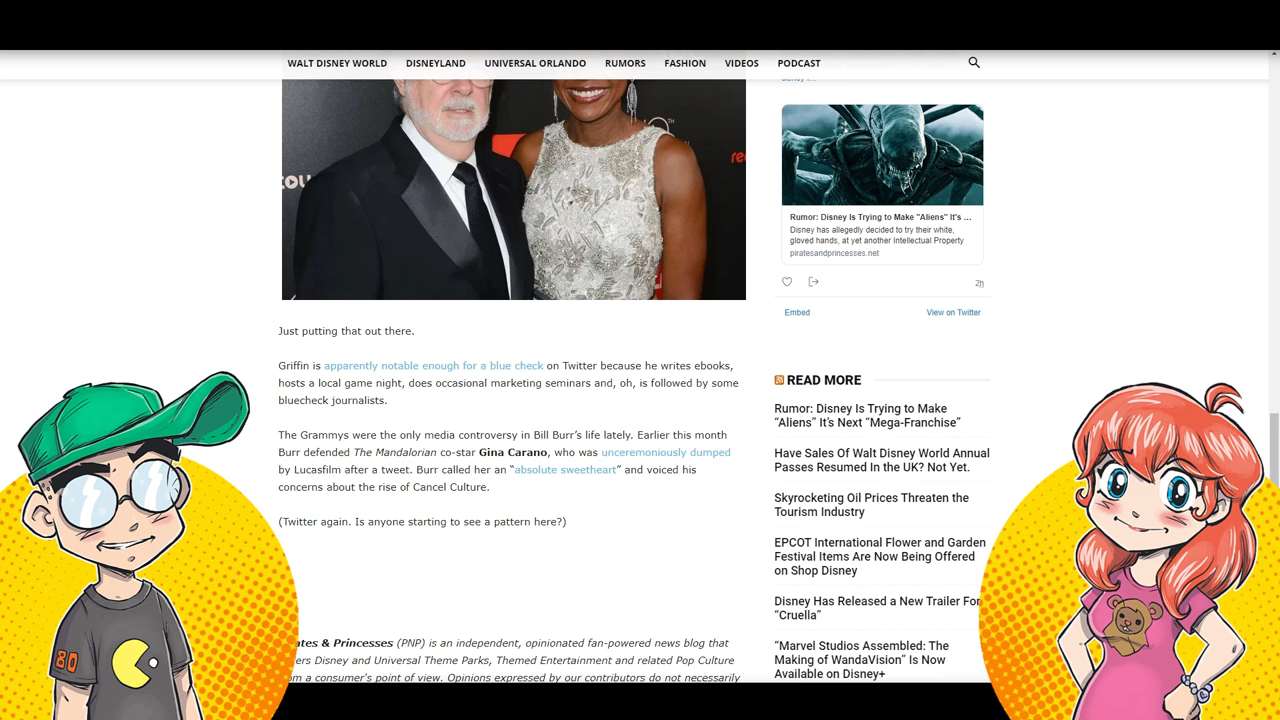 WALT DISNEY WORLD DISNEYLAND UNIVERSAL ORLANDO RUMORS FASHION VIDEOS PODCAST
Just putting that out there.
Griffin is apparently notable enough for a blue check on Twitter because he writes ebooks,
hosts a local game night, does occasional marketing seminars and, oh, is followed by some
bluecheck journalists.
The Grammys were the only media controversy in Bill Burr’s life lately. Earlier this month
Burr defended The Mandalorian co-star Gina Carano, who was unceremoniously dumped
by Lucasfilm after a tweet. Burr called her an “absolute sweetheart” and voiced his
concerns about the rise of Cancel Culture.
(Twitter again. Is anyone starting to see a pattern here?)
ates & Princesses (PNP) is an independent, opinionated fan-powered news blog that
ers Disney and Universal Theme Parks, Themed Entertainment and related Pop Culture
om a consumer's point of view. Opinions expressed by our contributors do not necessarily
Rumor: Disney Is Trying to Make "Aliens" It's ...
Disney has allegedly decided to try their white,
gloved hands, at yet another Intellectual Property
piratesandprincesses.net
2h
Embed View on Twitter
READ MORE
Rumor: Disney Is Trying to Make
“Aliens” It’s Next “Mega-Franchise”
Have Sales Of Walt Disney World Annual
Passes Resumed In the UK? Not Yet.
Skyrocketing Oil Prices Threaten the
Tourism Industry
EPCOT International Flower and Garden
Festival Items Are Now Being Offered
on Shop Disney
Disney Has Released a New Trailer For
“Cruella”
“Marvel Studios Assembled: The
Making of WandaVision” Is Now
Available on Disney+
80